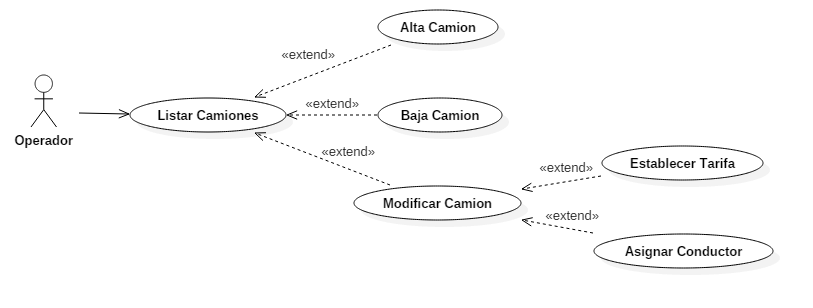 Alta Camion
«extend»
Listar Camiones
«extend»
Baja Camion
Operador
«extend»
Establecer Tarifa
«extend»
Modificar Camion
«extend»
Asignar Conductor